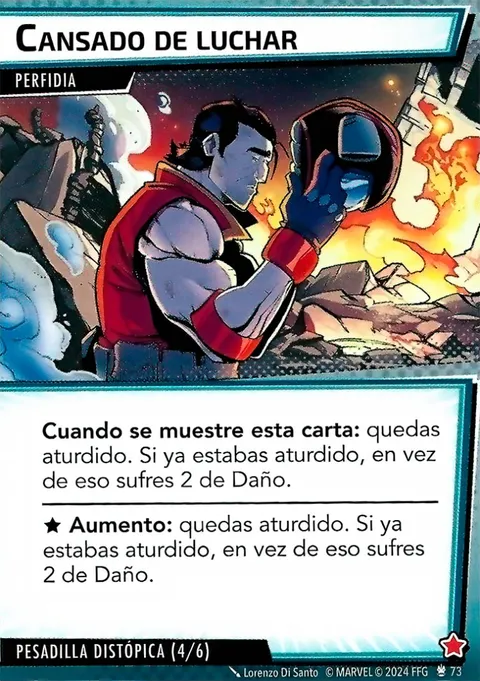 CANSADO DE LUCHAR
PERFIDIA
Cuando se muestre esta carta: quedas
aturdido. Si ya estabas aturdido, en vez
de eso sufres 2 de Daño.
★ Aumento: quedas aturdido. Si ya
estabas aturdido, en vez de eso sufres
2 de Daño.
PESADILLA DISTÓPICA (4/6)
Lorenzo Di Santo © MARVEL © 2024 FFG 73